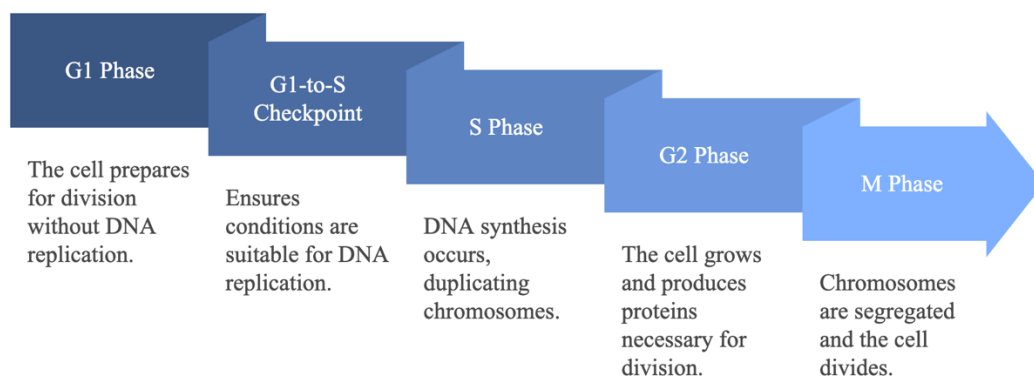 G1 Phase
The cell prepares
for division
without DNA
replication.
G1-to-S
Checkpoint
Ensures
conditions are
suitable for DNA
replication.
S Phase
DNA synthesis
occurs,
duplicating
chromosomes.
G2 Phase
The cell grows
and produces
proteins
necessary for
division.
M Phase
Chromosomes
are segregated
and the cell
divides.